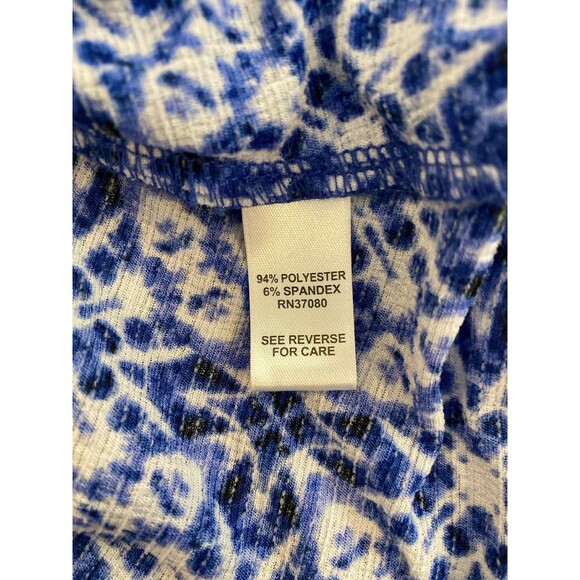 94% POLYESTER
6% SPANDEX
RN37080
SEE REVERSE
FOR CARE